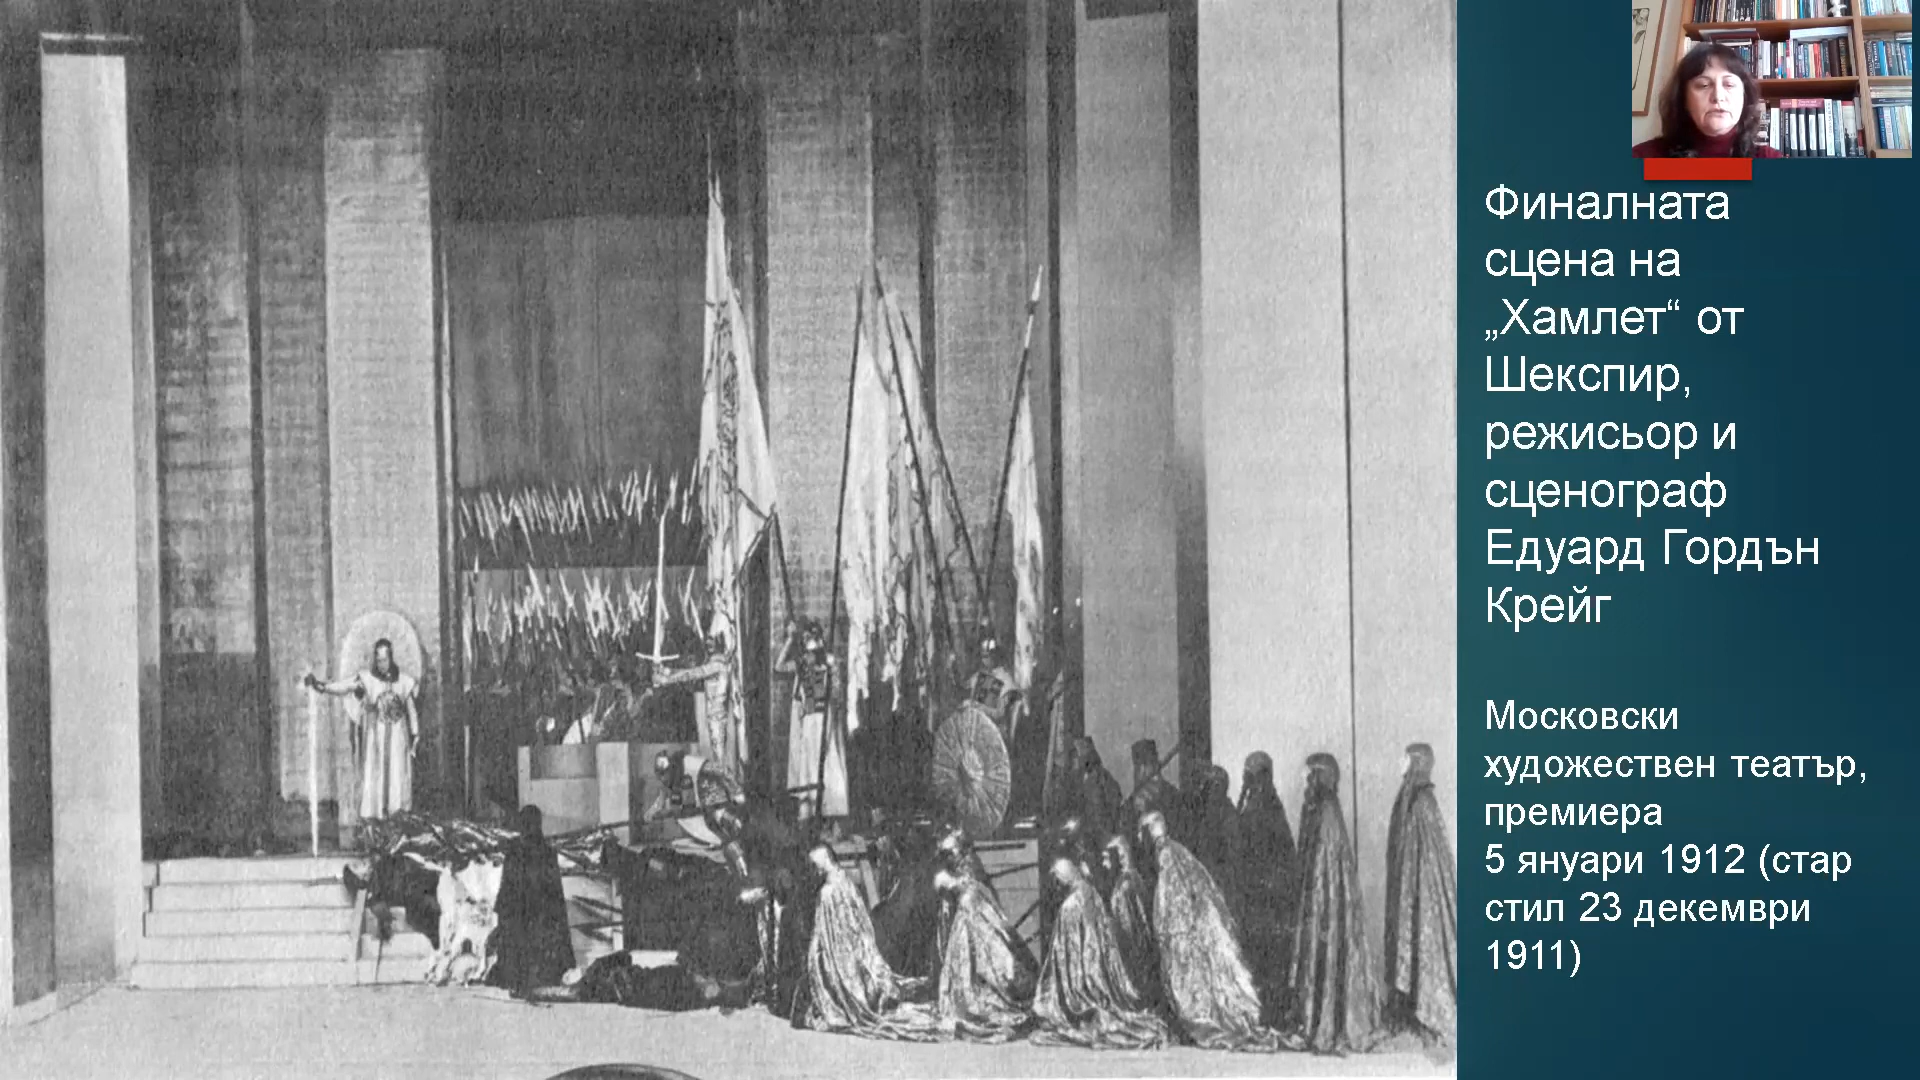 Финалната
сцена на
„Хамлет“ от
Шекспир,
режисьор и
сценограф
Едуард Гордън
Крейг
Московски
художествен театър,
премиера
5 януари 1912 (стар
стил 23 декември
1911)